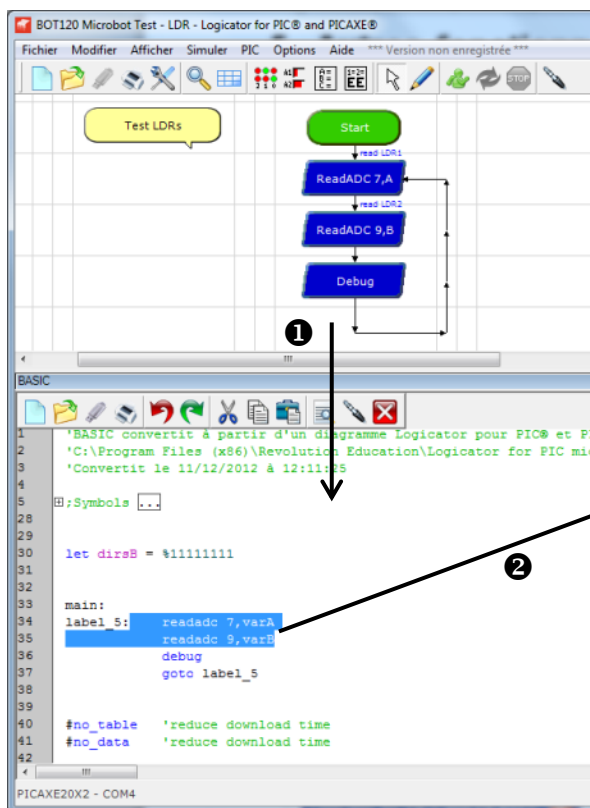 BOT120 Microbot Test - LDR - Logicator for PIC® and PICAXE®
Fichier Modifier Afficher Simuler PIC Options Aide *** Version non enregistrée ***
Test LDRs
Start
read LDR1
ReadADC 7,A
read LDR2
ReadADC 9,B
Debug
❶
BASIC
1 'BASIC convertit à partir d'un diagramme Logicator pour PIC® et P
2 'C:\Program Files (x86)\Revolution Education\Logicator for PIC mi
3 'Convertit le 11/12/2012 à 12:11:25
4
5 ;Symbols ...
28
29
30 let dirsB = %11111111
31
❷
32
33 main:
34 label_5: readadc 7,varA
35 readadc 9,varB
36 debug
37 goto label_5
38
39
40 #no_table 'reduce download time
41 #no_data 'reduce download time
42
PICAXE20X2 - COM4